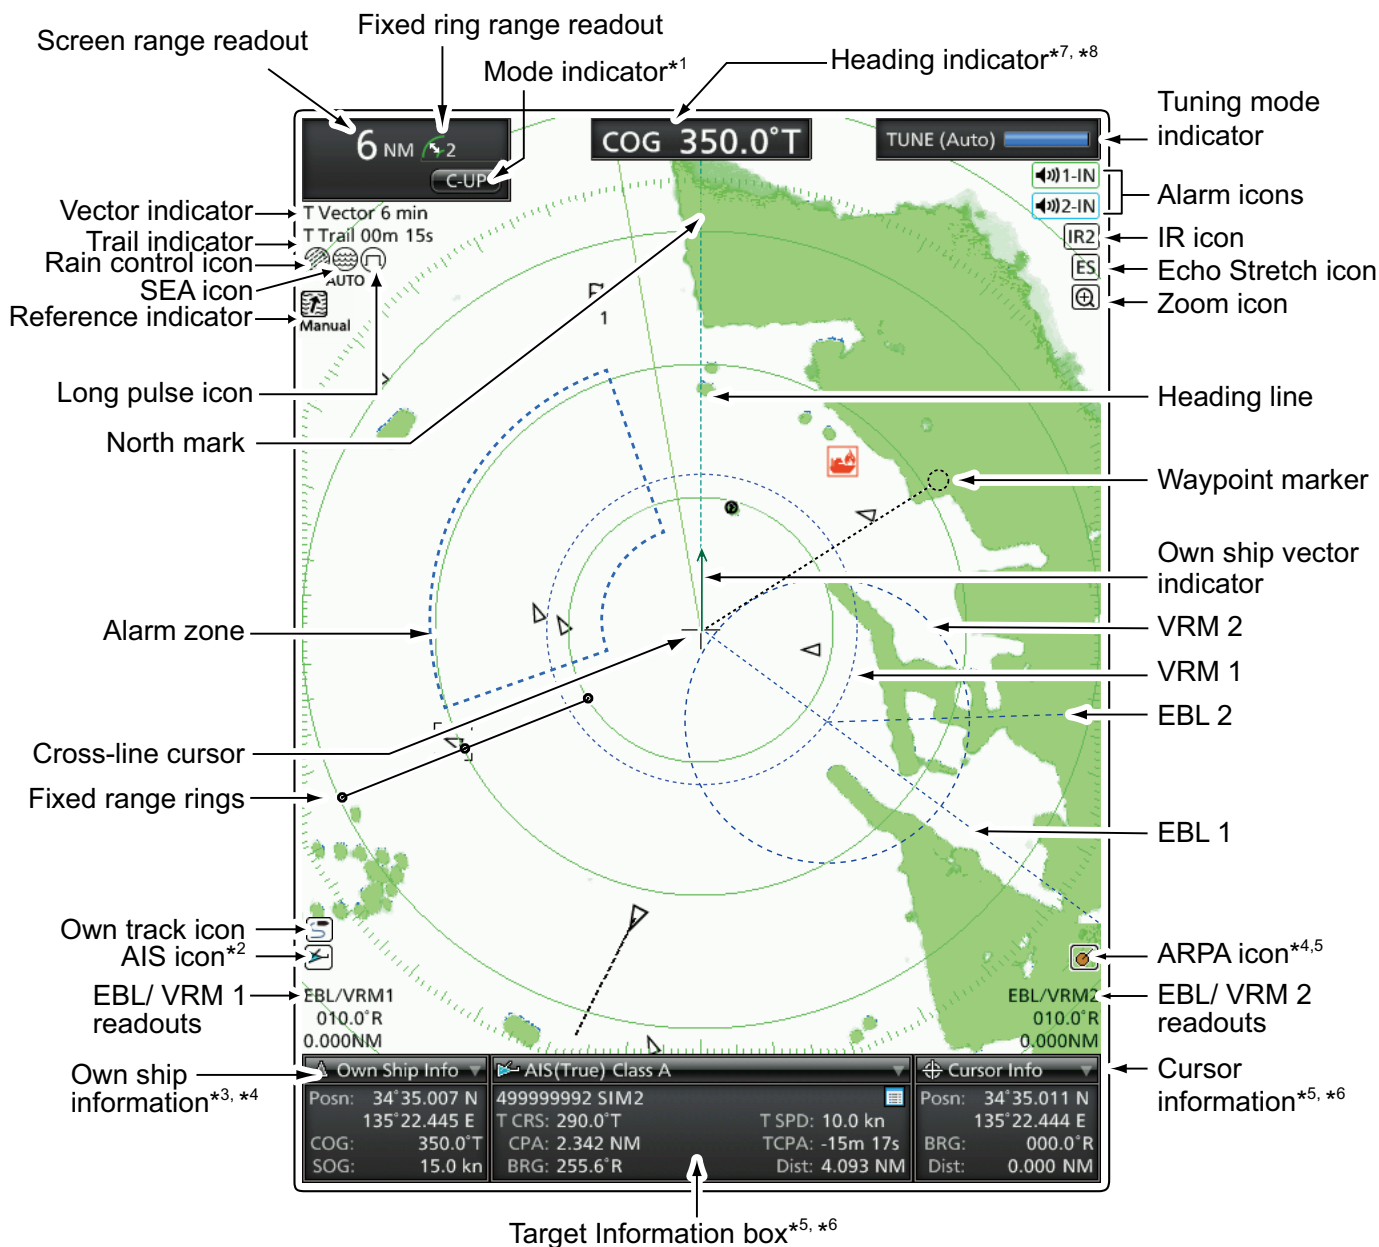 Screen range readout
Fixed ring range readout
Mode indicator*1
Heading indicator*7, *8
Tuning mode
indicator
6 NM 2
C-UP
COG 350.0°T
TUNE (Auto)
1-IN
2-IN
Alarm icons
IR2
IR icon
ES
Echo Stretch icon
Zoom icon
Vector indicator
T Vector 6 min
Trail indicator
T Trail 00m 15s
Rain control icon
SEA icon
AUTO
Reference indicator
Manual
1
Long pulse icon
North mark
Heading line
Waypoint marker
Own ship vector
indicator
Alarm zone
VRM 2
VRM 1
EBL 2
Cross-line cursor
Fixed range rings
EBL 1
Own track icon
AIS icon*2
ARPA icon*4,5
EBL/ VRM 1
readouts
EBL/VRM1
010.0°R
0.000NM
EBL/VRM2
010.0°R
0.000NM
EBL/ VRM 2
readouts
Own ship
information*3, *4
Own Ship Info
Posn: 34°35.007 N
135°22.445 E
COG: 350.0°T
SOG: 15.0 kn
AIS(True) Class A
499999992 SIM2
T CRS: 290.0°T T SPD: 10.0 kn
CPA: 2.342 NM TCPA: -15m 17s
BRG: 255.6°R Dist: 4.093 NM
Cursor Info
Posn: 34°35.011 N
135°22.444 E
BRG: 000.0°R
Dist: 0.000 NM
Cursor
information*5, *6
Target Information box*5, *6